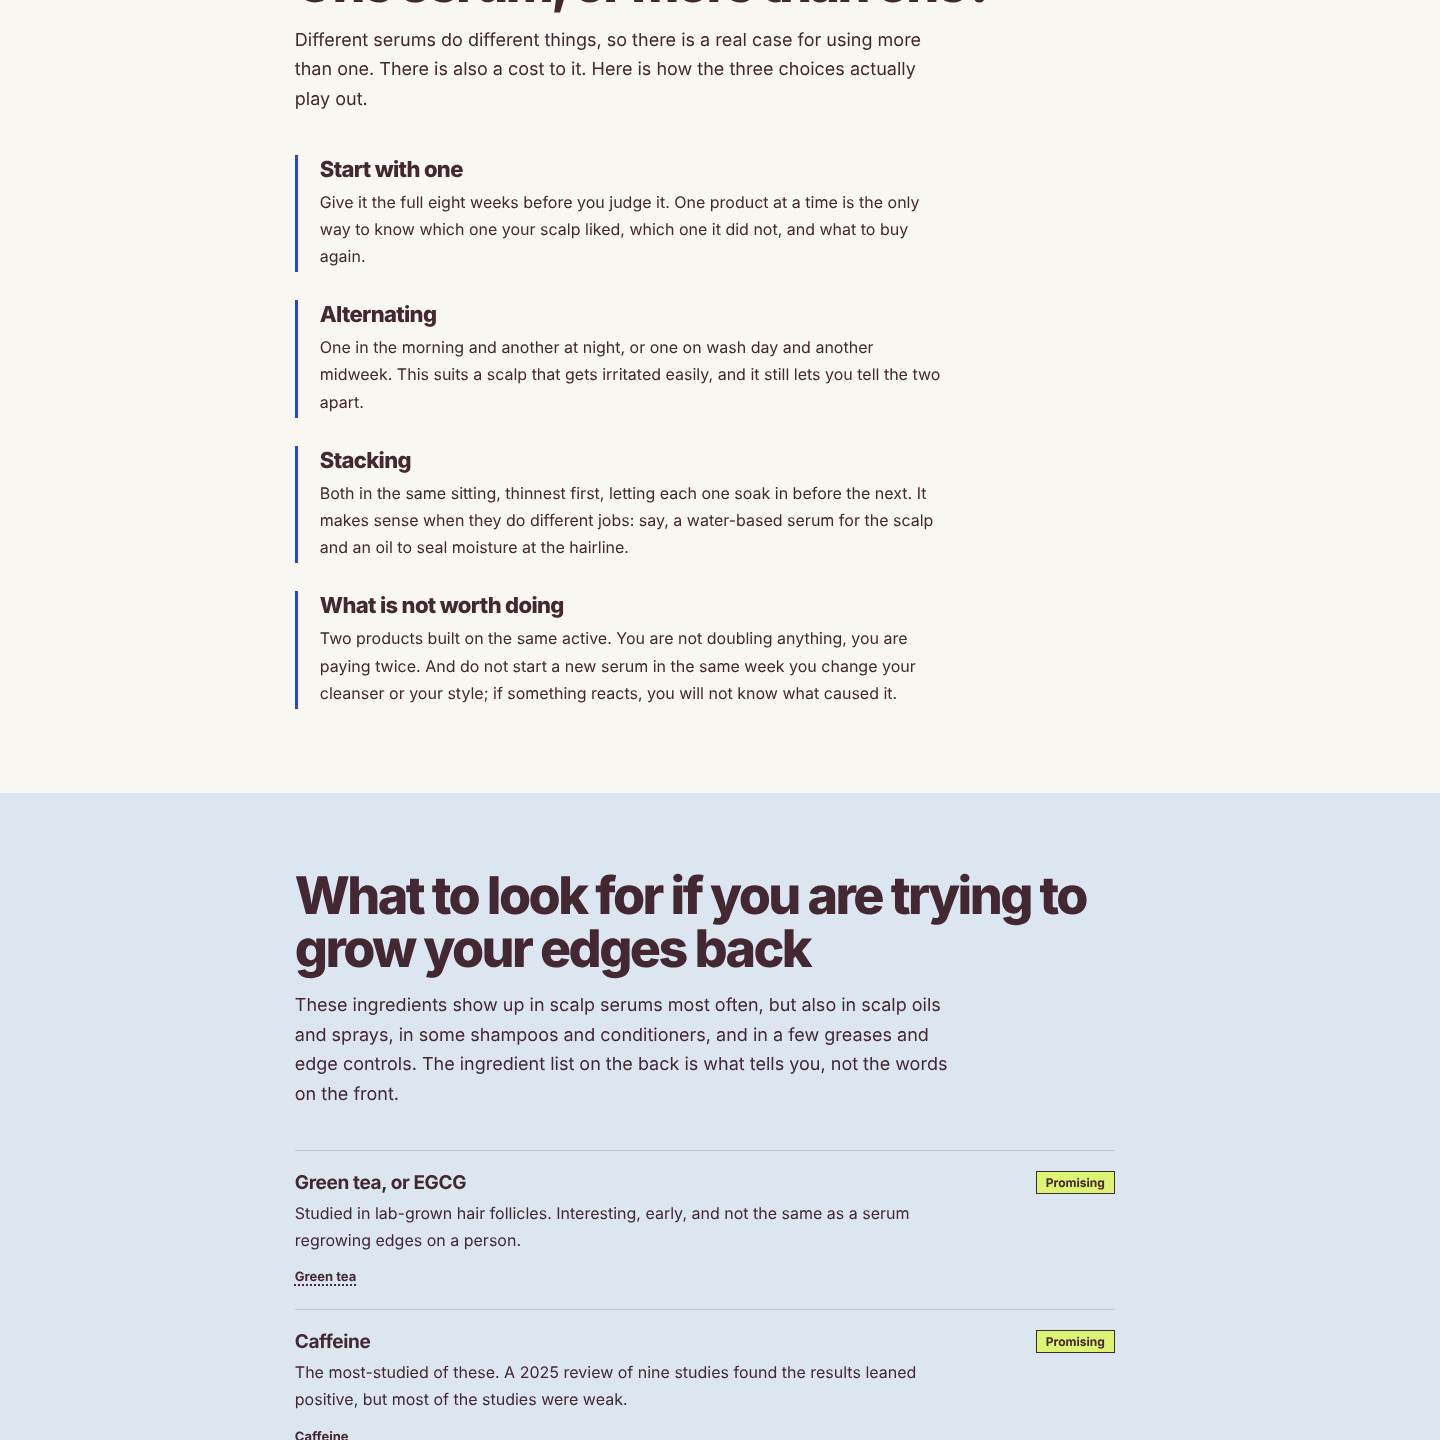 One serum, or more than one?
Different serums do different things, so there is a real case for using more
than one. There is also a cost to it. Here is how the three choices actually
play out.
Start with one
Give it the full eight weeks before you judge it. One product at a time is the only
way to know which one your scalp liked, which one it did not, and what to buy
again.
Alternating
One in the morning and another at night, or one on wash day and another
midweek. This suits a scalp that gets irritated easily, and it still lets you tell the two
apart.
Stacking
Both in the same sitting, thinnest first, letting each one soak in before the next. It
makes sense when they do different jobs: say, a water-based serum for the scalp
and an oil to seal moisture at the hairline.
What is not worth doing
Two products built on the same active. You are not doubling anything, you are
paying twice. And do not start a new serum in the same week you change your
cleanser or your style; if something reacts, you will not know what caused it.
What to look for if you are trying to
grow your edges back
These ingredients show up in scalp serums most often, but also in scalp oils
and sprays, in some shampoos and conditioners, and in a few greases and
edge controls. The ingredient list on the back is what tells you, not the words
on the front.
Green tea, or EGCG
Promising
Studied in lab-grown hair follicles. Interesting, early, and not the same as a serum
regrowing edges on a person.
Green tea
Caffeine
Promising
The most-studied of these. A 2025 review of nine studies found the results leaned
positive, but most of the studies were weak.
Caffeine